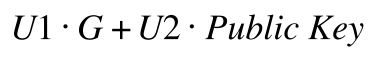 U1 · G + U2 · Public Key